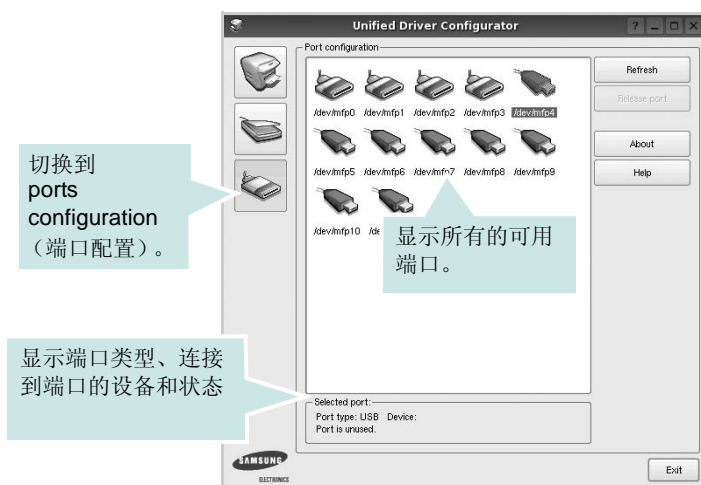 Unified Driver Configurator
Port configuration
/dev/mfp0 /dev/mfp1 /dev/mfp2 /dev/mfp3 /dev/mfp4
/dev/mfp5 /dev/mfp6 /dev/mfp7 /dev/mfp8 /dev/mfp9
/dev/mfp10
Refresh
Release port
About
Help
切换到
ports
configuration
（端口配置）。
显示所有的可用
端口。
显示端口类型、连接
到端口的设备和状态
Selected port:
Port type: USB Device:
Port is unused.
SAMSUNG
ELECTRONICS
Exit